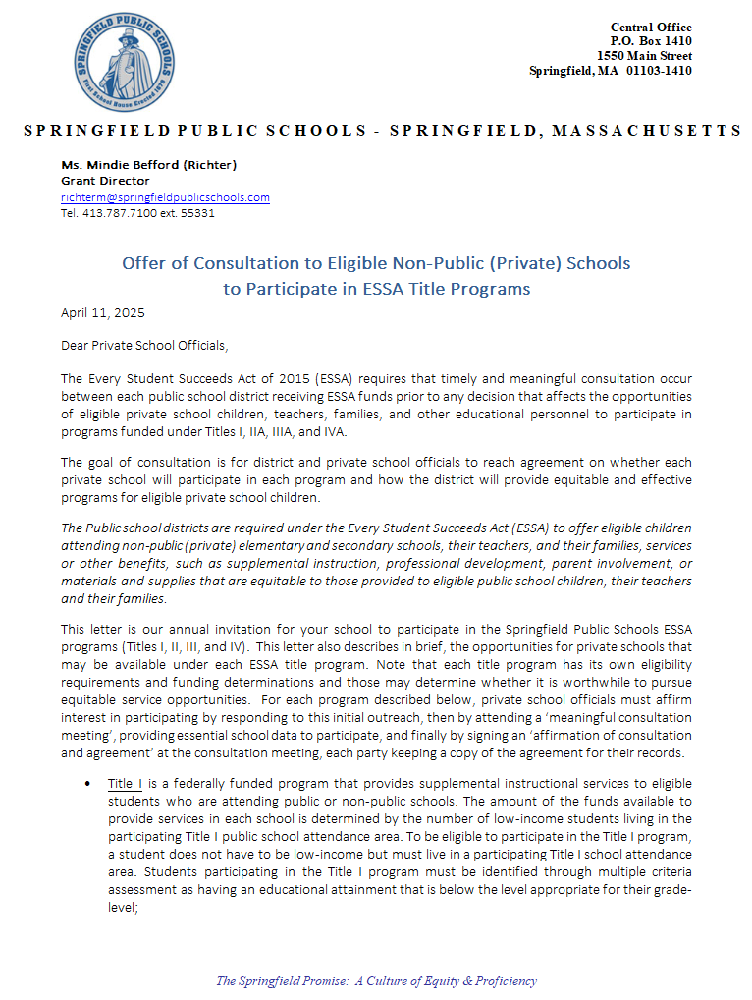 SPRINGFIELD PUBLIC SCHOOLS
First School House Erected 1675
Central Office
P.O. Box 1410
1550 Main Street
Springfield, MA 01103-1410
SPRINGFIELD PUBLIC SCHOOLS - SPRINGFIELD, MASSACHUSETTS
Ms. Mindie Befford (Richter)
Grant Director
richterm@springfieldpublicschools.com
Tel. 413.787.7100 ext. 55331
Offer of Consultation to Eligible Non-Public (Private) Schools
to Participate in ESSA Title Programs
April 11, 2025
Dear Private School Officials,
The Every Student Succeeds Act of 2015 (ESSA) requires that timely and meaningful consultation occur
between each public school district receiving ESSA funds prior to any decision that affects the opportunities
of eligible private school children, teachers, families, and other educational personnel to participate in
programs funded under Titles I, IIA, IIIA, and IVA.
The goal of consultation is for district and private school officials to reach agreement on whether each
private school will participate in each program and how the district will provide equitable and effective
programs for eligible private school children.
The Public school districts are required under the Every Student Succeeds Act (ESSA) to offer eligible children
attending non-public (private) elementary and secondary schools, their teachers, and their families, services
or other benefits, such as supplemental instruction, professional development, parent involvement, or
materials and supplies that are equitable to those provided to eligible public school children, their teachers
and their families.
This letter is our annual invitation for your school to participate in the Springfield Public Schools ESSA
programs (Titles I, II, III, and IV). This letter also describes in brief, the opportunities for private schools that
may be available under each ESSA title program. Note that each title program has its own eligibility
requirements and funding determinations and those may determine whether it is worthwhile to pursue
equitable service opportunities. For each program described below, private school officials must affirm
interest in participating by responding to this initial outreach, then by attending a ‘meaningful consultation
meeting’, providing essential school data to participate, and finally by signing an ‘affirmation of consultation
and agreement’ at the consultation meeting, each party keeping a copy of the agreement for their records.
• Title I is a federally funded program that provides supplemental instructional services to eligible
students who are attending public or non-public schools. The amount of the funds available to
provide services in each school is determined by the number of low-income students living in the
participating Title I public school attendance area. To be eligible to participate in the Title I program,
a student does not have to be low-income but must live in a participating Title I school attendance
area. Students participating in the Title I program must be identified through multiple criteria
assessment as having an educational attainment that is below the level appropriate for their grade-
level;
The Springfield Promise: A Culture of Equity & Proficiency